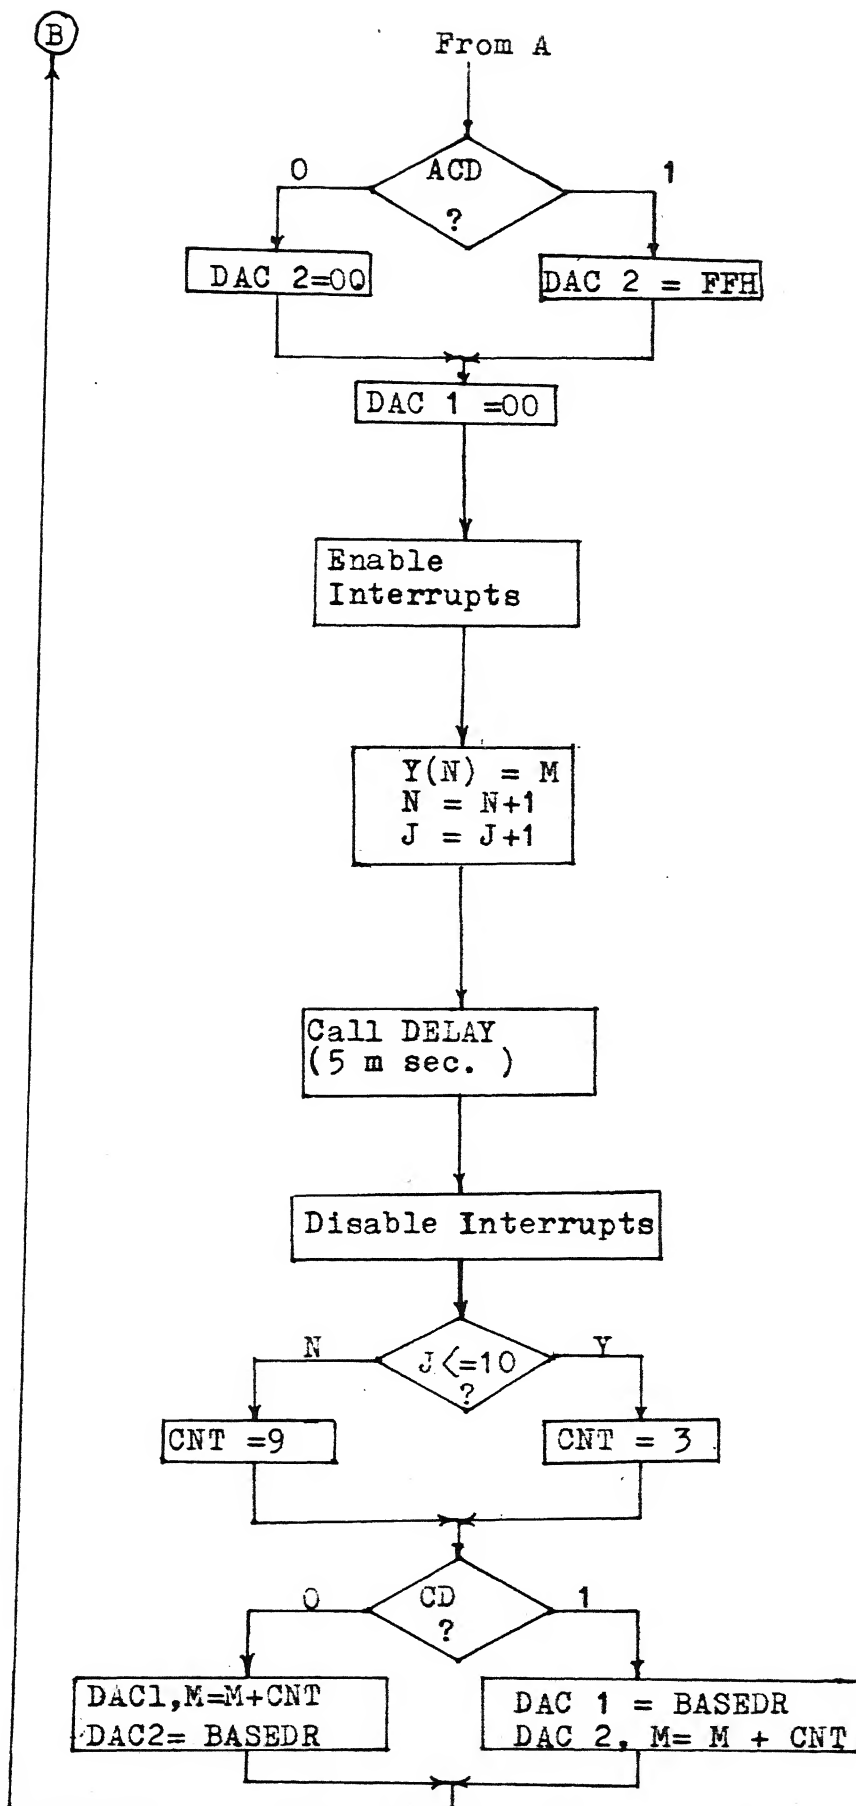 B
From A
ACD
?
0
1
DAC 2=00
DAC 2 = FFH
DAC 1 =00
Enable
Interrupts
Y(N) = M
N = N+1
J = J+1
Call DELAY
(5 m sec. )
Disable Interrupts
N
J <=10
?
Y
CNT =9
CNT = 3
0
CD
?
1
DAC1,M=M+CNT
DAC2= BASEDR
DAC 1 = BASEDR
DAC 2, M= M + CNT